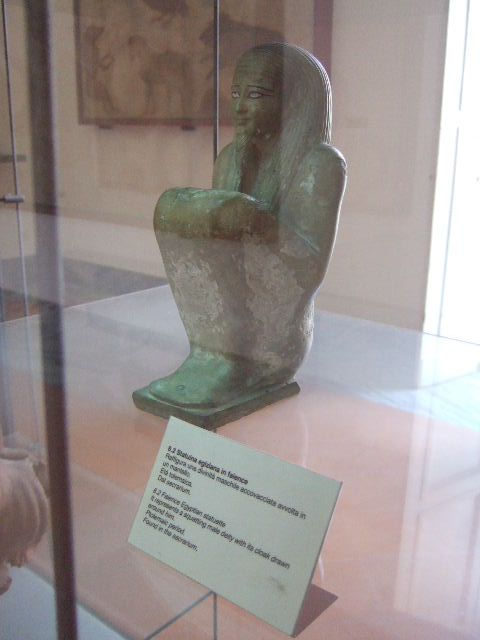 6.2 Statuina egiziana in faience
Raffigura una divinità maschile accovacciata avvolta in
un mantello.
Età tolemaica.
Dal sacrarium.
6.2 Faience Egyptian statuette
It represents a squatting male deity with its cloak drawn
around him.
Ptolemaic period.
Found in the sacrarium.